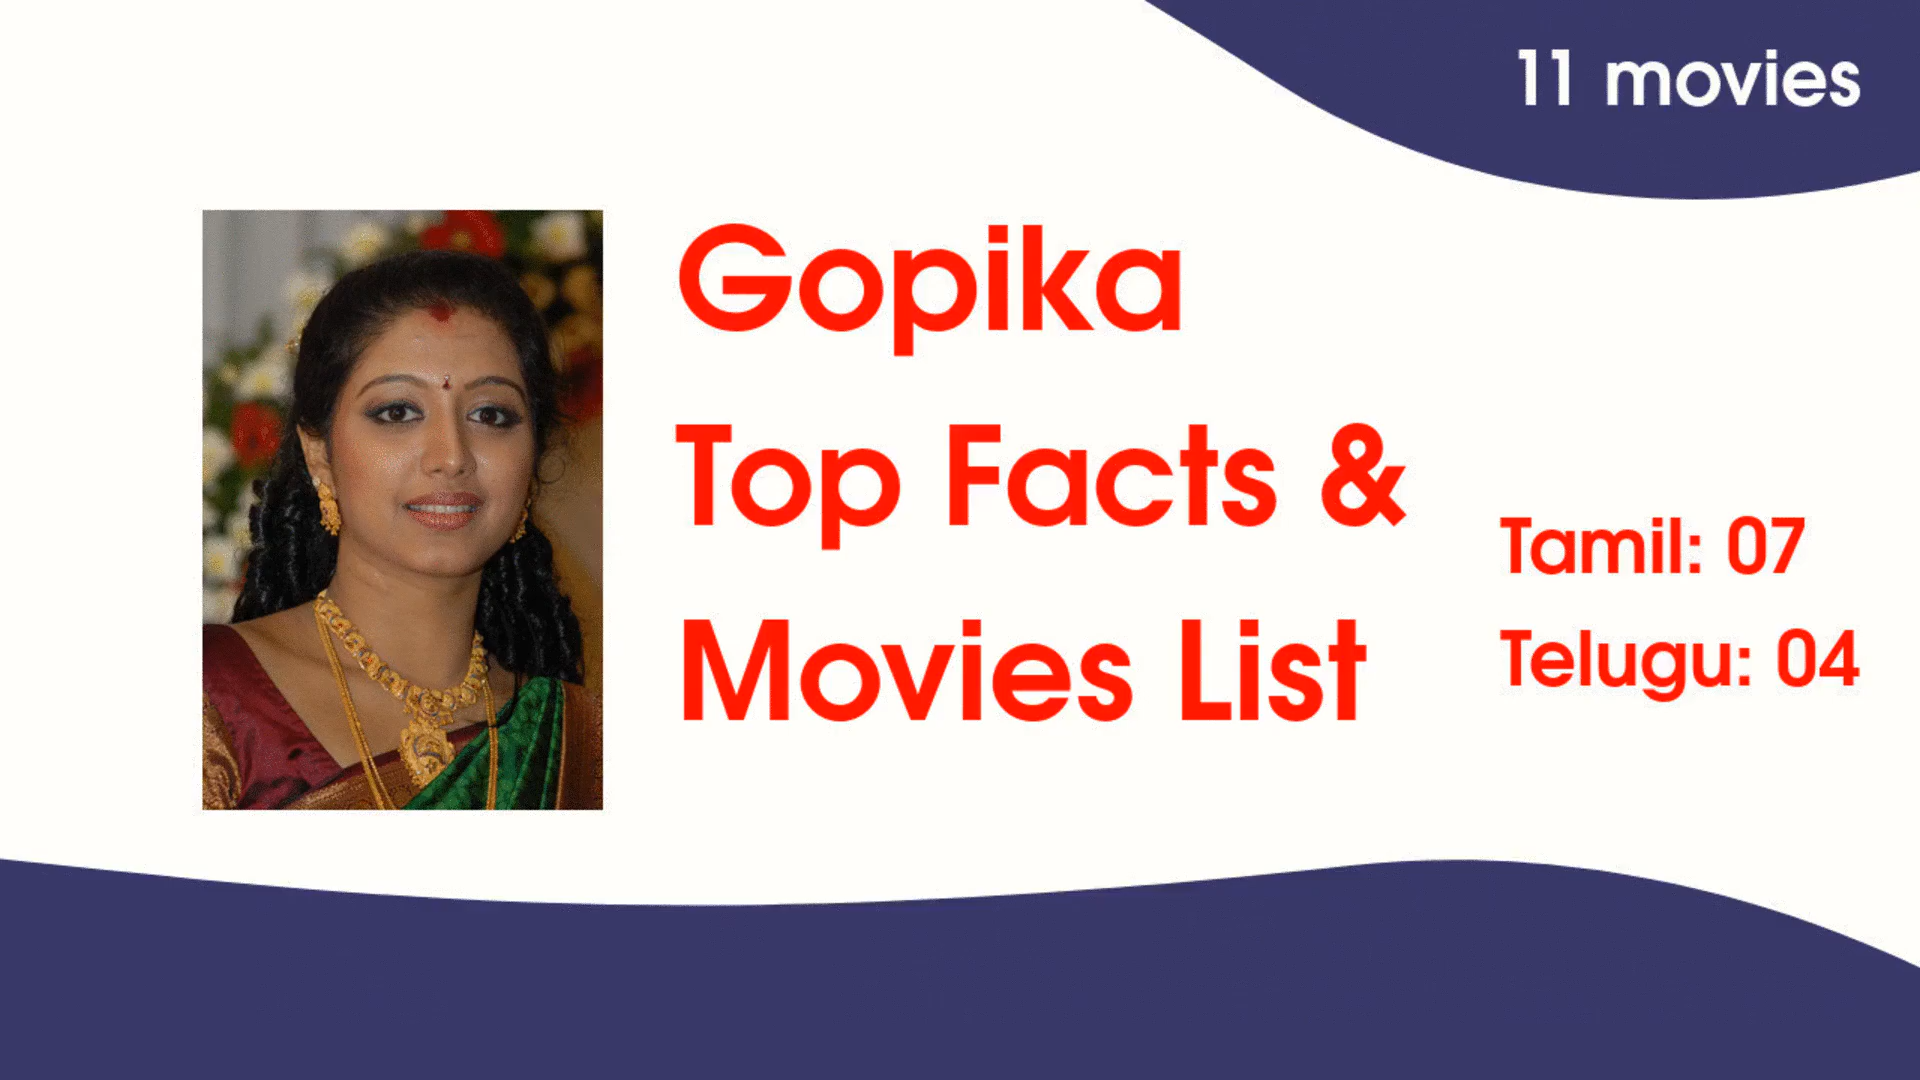 11 movies
Gopika
Top Facts &
Movies List
Tamil: 07
Telugu: 04